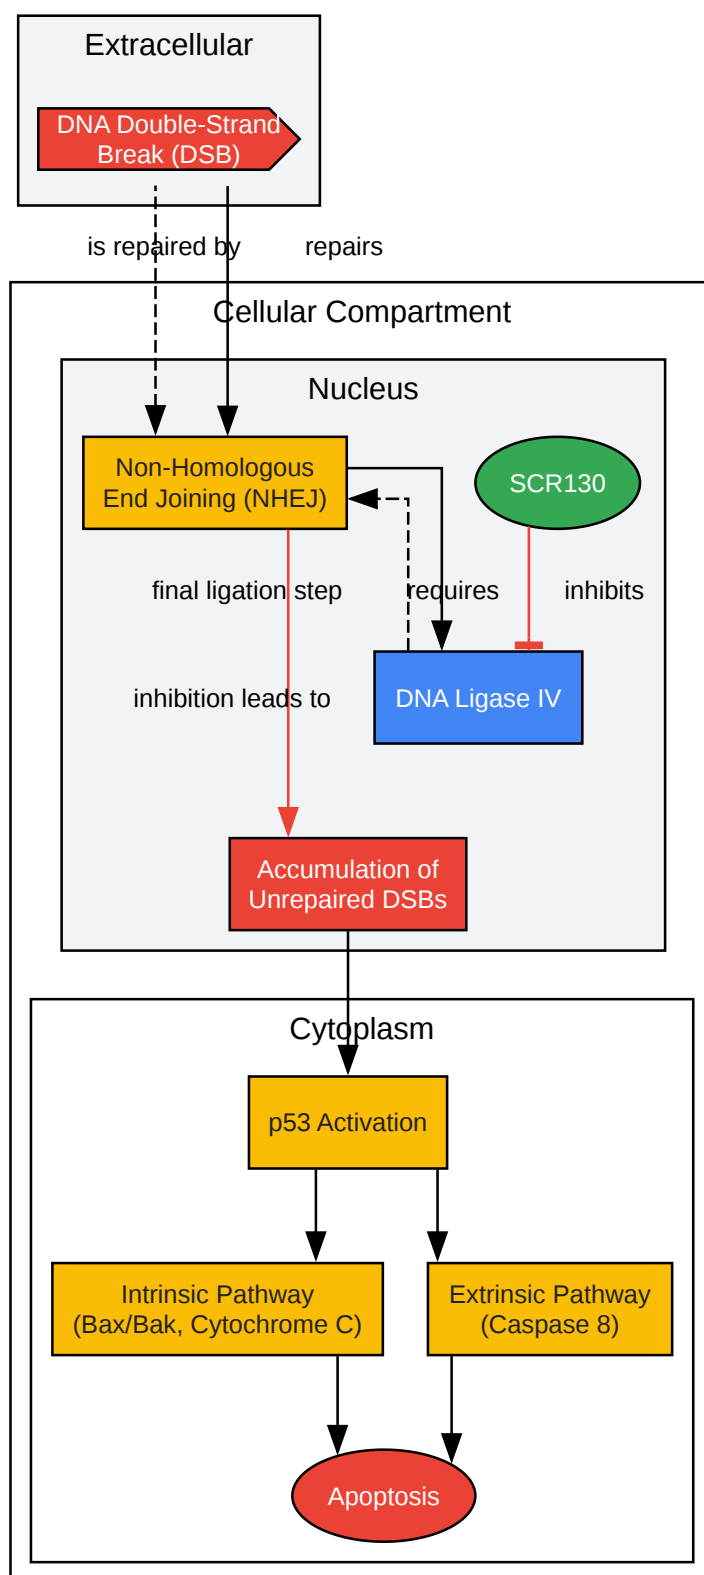 Extracellular
DNA Double-Strand
Break (DSB)
is repaired by
repairs
Cellular Compartment
Nucleus
Non-Homologous
End Joining (NHEJ)
SCR130
final ligation step
requires
inhibits
inhibition leads to
DNA Ligase IV
Accumulation of
Unrepaired DSBs
Cytoplasm
p53 Activation
Intrinsic Pathway
(Bax/Bak, Cytochrome C)
Extrinsic Pathway
(Caspase 8)
Apoptosis